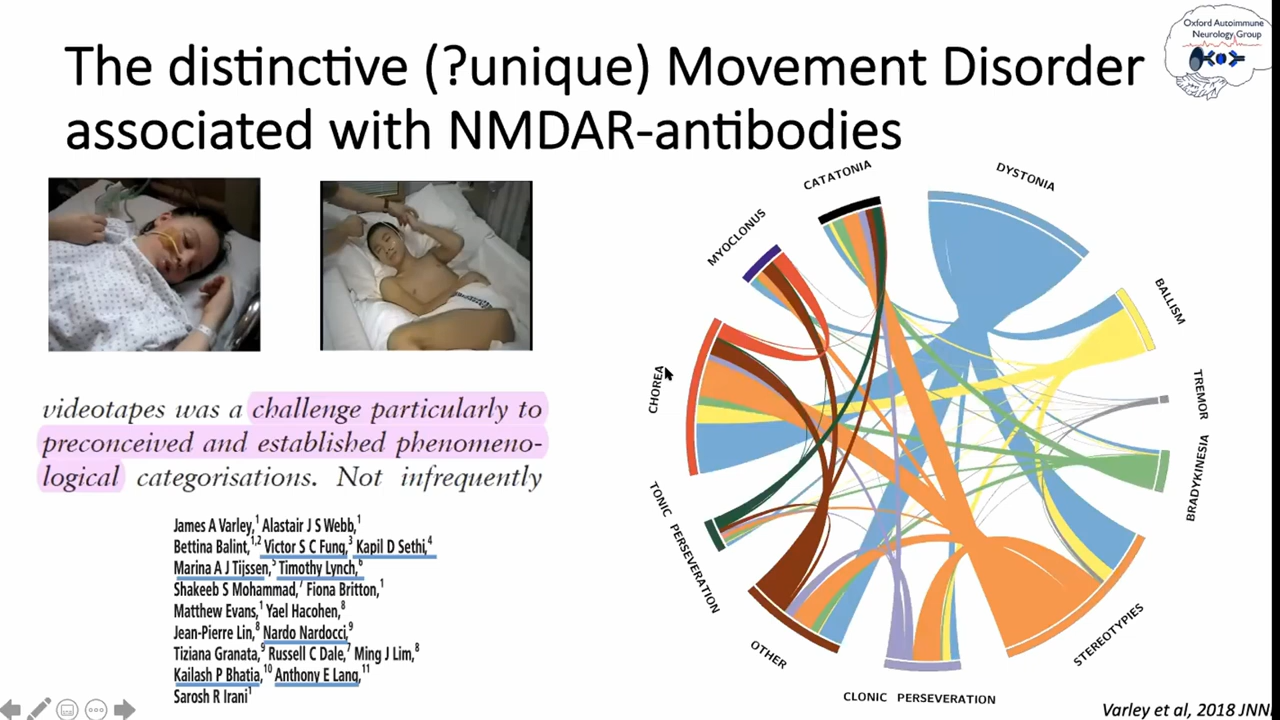 The distinctive (?unique) Movement Disorder
associated with NMDAR-antibodies
Oxford Autoimmune
Neurology Group
videotapes was a challenge particularly to
preconceived and established phenomeno-
logical categorisations. Not infrequently
James A Varley,1 Alastair J S Webb,1
Bettina Balint,1,2 Victor S C Fung,3 Kapil D Sethi,4
Marina A J Tijssen,5 Timothy Lynch,6
Shakeeb S Mohammad,7 Fiona Britton,1
Matthew Evans,1 Yael Hacohen,8
Jean-Pierre Lin,8 Nardo Nardocci,9
Tiziana Granata,9 Russell C Dale,7 Ming J Lim,8
Kailash P Bhatia,10 Anthony E Lang,11
Sarosh R Irani1
CATATONIA
DYSTONIA
MYOCLONUS
BALLISM
CHOREA
TREMOR
BRADYKINESIA
TONIC PERSEVERATION
STEREOTYPIES
OTHER
CLONIC PERSEVERATION
Varley et al, 2018 JNN